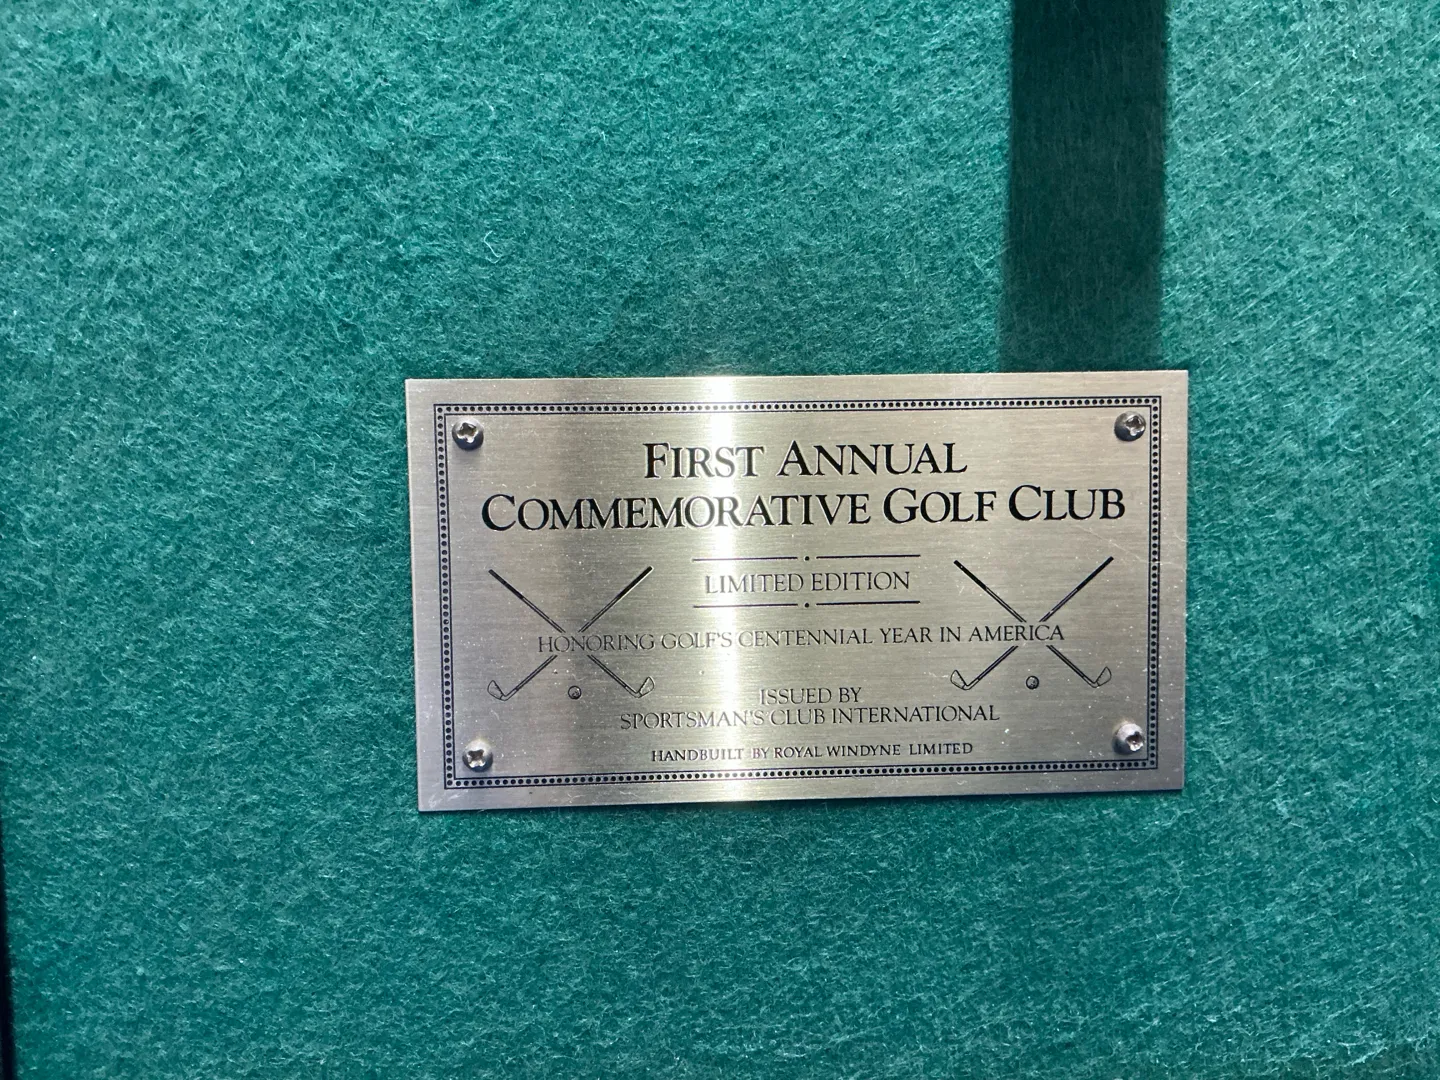 FIRST ANNUAL
COMMEMORATIVE GOLF CLUB
LIMITED EDITION
HONORING GOLF'S CENTENNIAL YEAR IN AMERICA
ISSUED BY
SPORTSMAN'S CLUB INTERNATIONAL
HANDBUILT BY ROYAL WINDYNE LIMITED